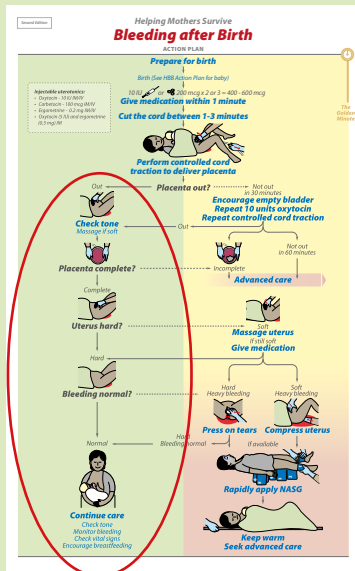 Second Edition
Helping Mothers Survive
Bleeding after Birth
ACTION PLAN
Prepare for birth
Birth (See HBB Action Plan for baby)
Injectable uterotonics:
• Oxytocin - 10 IU IM/IV
• Carbetocin - 100 mcg IM/IV
• Ergometrine - 0.2 mg IM/IV
• Oxytocin (5 IU) and ergometrine
(0.5 mg) IM
10 IU or 200 mcg x 2 or 3 = 400 - 600 mcg
Give medication within 1 minute
Cut the cord between 1-3 minutes
The
Golden
Minute
Perform controlled cord
traction to deliver placenta
Out
Placenta out?
Not out
in 30 minutes
Encourage empty bladder
Repeat 10 units oxytocin
Repeat controlled cord traction
Check tone
Massage if soft
Out
Not out
in 60 minutes
Placenta complete?
Incomplete
Complete
Advanced care
Uterus hard?
Soft
Massage uterus
If still soft
Give medication
Hard
Bleeding normal?
Hard
Heavy bleeding
Soft
Heavy bleeding
Press on tears
Compress uterus
Normal
Hard
Bleeding normal
If available
Rapidly apply NASG
Continue care
Check tone
Monitor bleeding
Check vital signs
Encourage breastfeeding
Keep warm
Seek advanced care